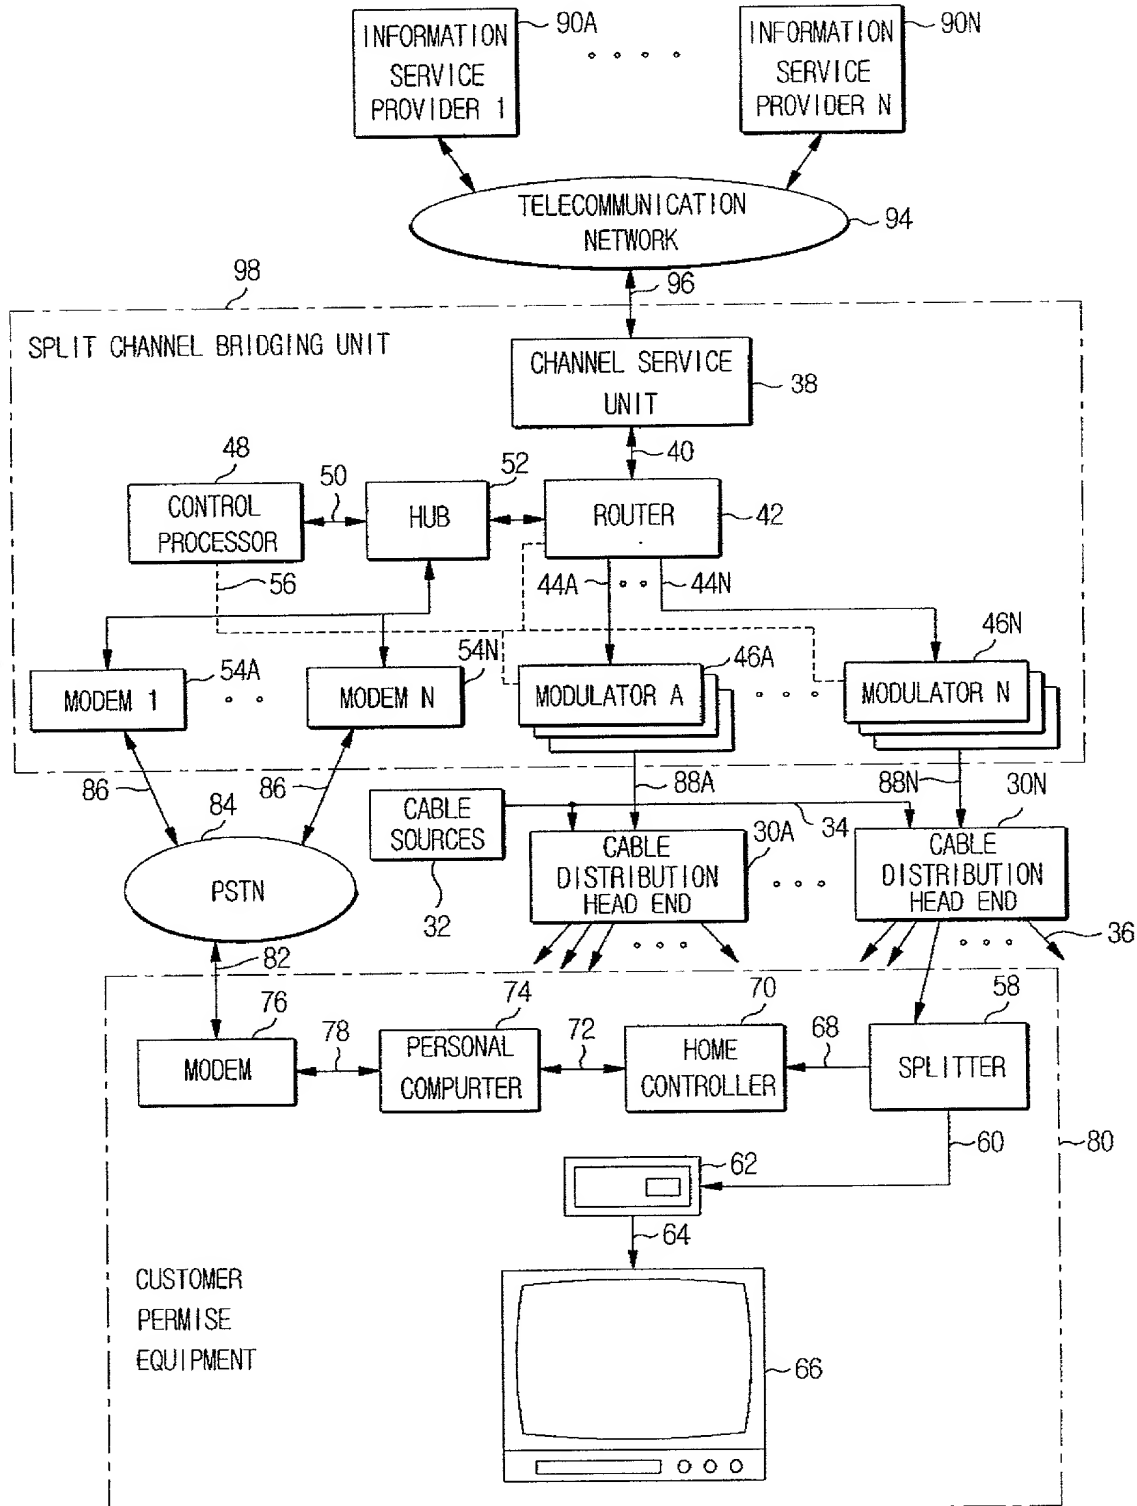 INFORMATION
SERVICE
PROVIDER 1
90A
INFORMATION
SERVICE
PROVIDER N
90N
TELECOMMUNICATION
NETWORK
94
96
98
SPLIT CHANNEL BRIDGING UNIT
CHANNEL SERVICE
UNIT
38
40
48
CONTROL
PROCESSOR
50
HUB
52
ROUTER
42
56
44A
44N
MODEM 1
54A
MODEM N
54N
MODULATOR A
46A
MODULATOR N
46N
86
86
88A
88N
84
PSTN
CABLE
SOURCES
32
34
CABLE
DISTRIBUTION
HEAD END
30A
CABLE
DISTRIBUTION
HEAD END
30N
36
82
MODEM
76
78
PERSONAL
COMPURTER
74
72
HOME
CONTROLLER
70
68
SPLITTER
58
60
80
62
64
66
CUSTOMER
PERMISE
EQUIPMENT